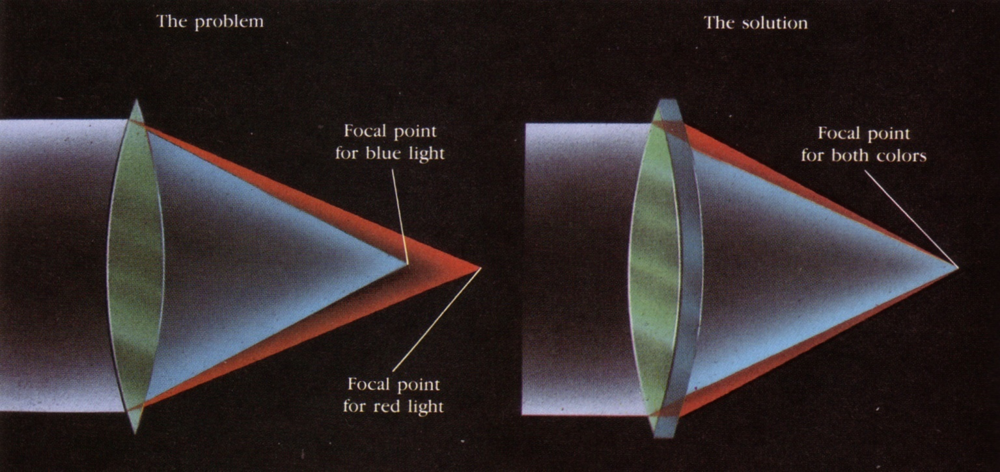 The problem
Focal point
for blue light
Focal point
for red light
The solution
Focal point
for both colors